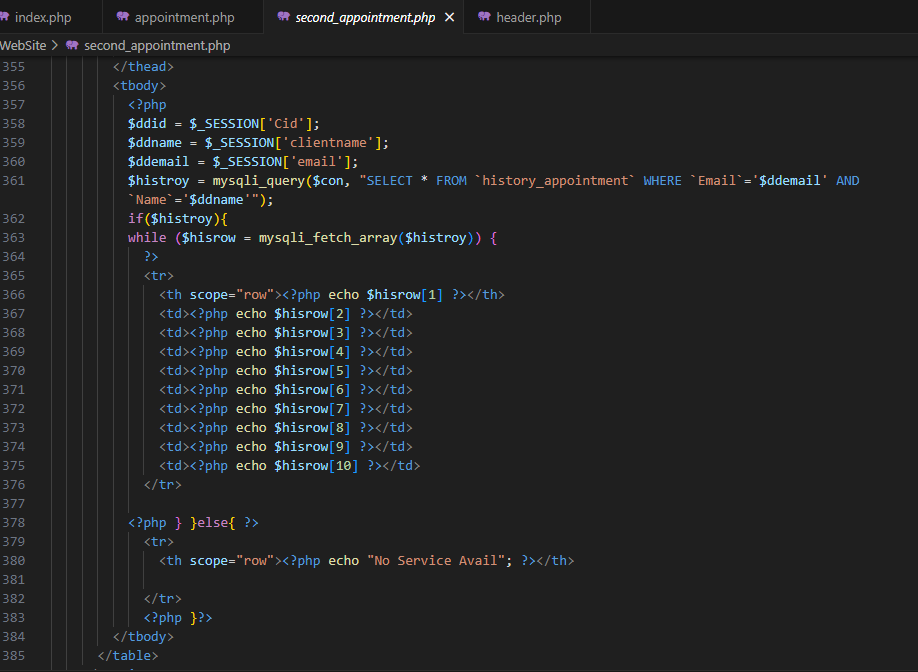 index.php appointment.php second_appointment.php × header.php
WebSite > second_appointment.php
355 </thead>
356 <tbody>
357 <?php
358 $ddid = $_SESSION['Cid'];
359 $ddname = $_SESSION['clientname'];
360 $ddemail = $_SESSION['email'];
361 $histroy = mysqli_query($con, "SELECT * FROM `history_appointment` WHERE `Email`='$ddemail' AND
`Name`='$ddname'");
362 if($histroy){
363 while ($hisrow = mysqli_fetch_array($histroy)) {
364 ?>
365 <tr>
366 <th scope="row"><?php echo $hisrow[1] ?></th>
367 <td><?php echo $hisrow[2] ?></td>
368 <td><?php echo $hisrow[3] ?></td>
369 <td><?php echo $hisrow[4] ?></td>
370 <td><?php echo $hisrow[5] ?></td>
371 <td><?php echo $hisrow[6] ?></td>
372 <td><?php echo $hisrow[7] ?></td>
373 <td><?php echo $hisrow[8] ?></td>
374 <td><?php echo $hisrow[9] ?></td>
375 <td><?php echo $hisrow[10] ?></td>
376 </tr>
377
378 <?php } }else{ ?>
379 <tr>
380 <th scope="row"><?php echo "No Service Avail"; ?></th>
381
382 </tr>
383 <?php }?>
384 </tbody>
385 </table>